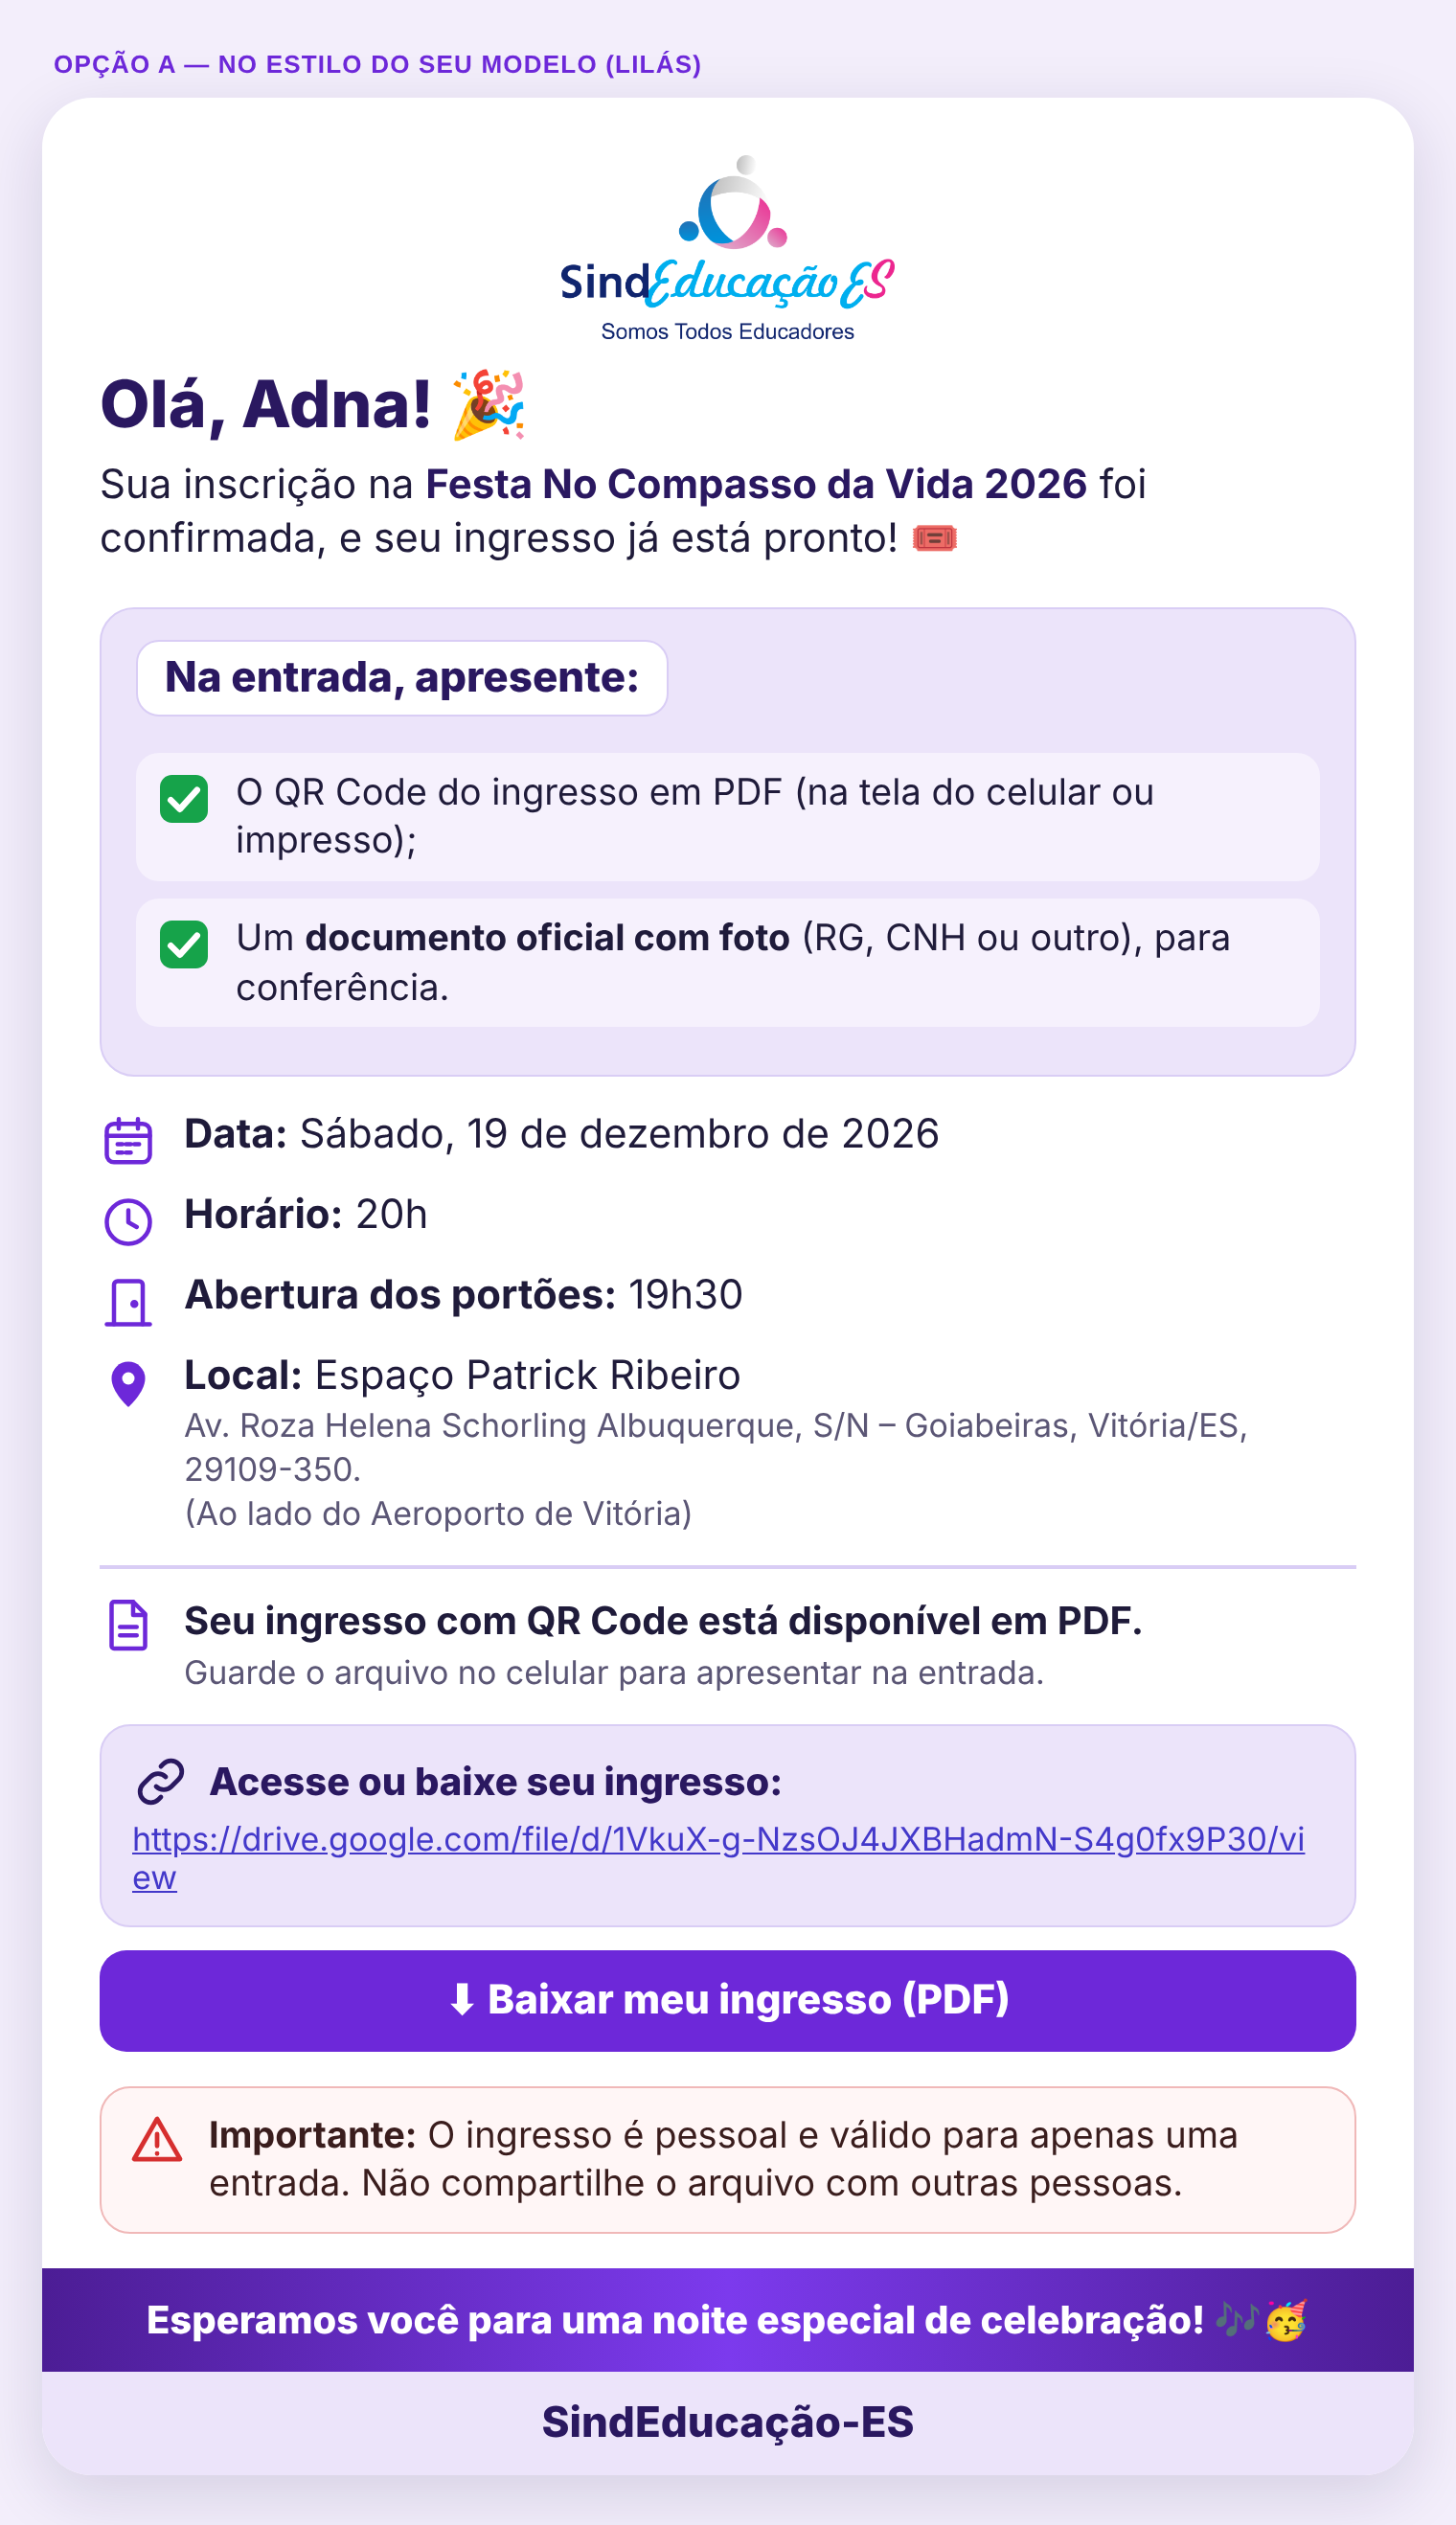 OPÇÃO A — NO ESTILO DO SEU MODELO (LILÁS)
SindEducação ES
Somos Todos Educadores
Olá, Adna! 🎉
Sua inscrição na Festa No Compasso da Vida 2026 foi
confirmada, e seu ingresso já está pronto! 🎟️
Na entrada, apresente:
O QR Code do ingresso em PDF (na tela do celular ou
impresso);
Um documento oficial com foto (RG, CNH ou outro), para
conferência.
Data: Sábado, 19 de dezembro de 2026
Horário: 20h
Abertura dos portões: 19h30
Local: Espaço Patrick Ribeiro
Av. Roza Helena Schorling Albuquerque, S/N – Goiabeiras, Vitória/ES,
29109-350.
(Ao lado do Aeroporto de Vitória)
Seu ingresso com QR Code está disponível em PDF.
Guarde o arquivo no celular para apresentar na entrada.
Acesse ou baixe seu ingresso:
https://drive.google.com/file/d/1VkuX-g-NzsOJ4JXBHadmN-S4g0fx9P30/vi
ew
⬇ Baixar meu ingresso (PDF)
Importante: O ingresso é pessoal e válido para apenas uma
entrada. Não compartilhe o arquivo com outras pessoas.
Esperamos você para uma noite especial de celebração! 🎶🥳
SindEducação-ES